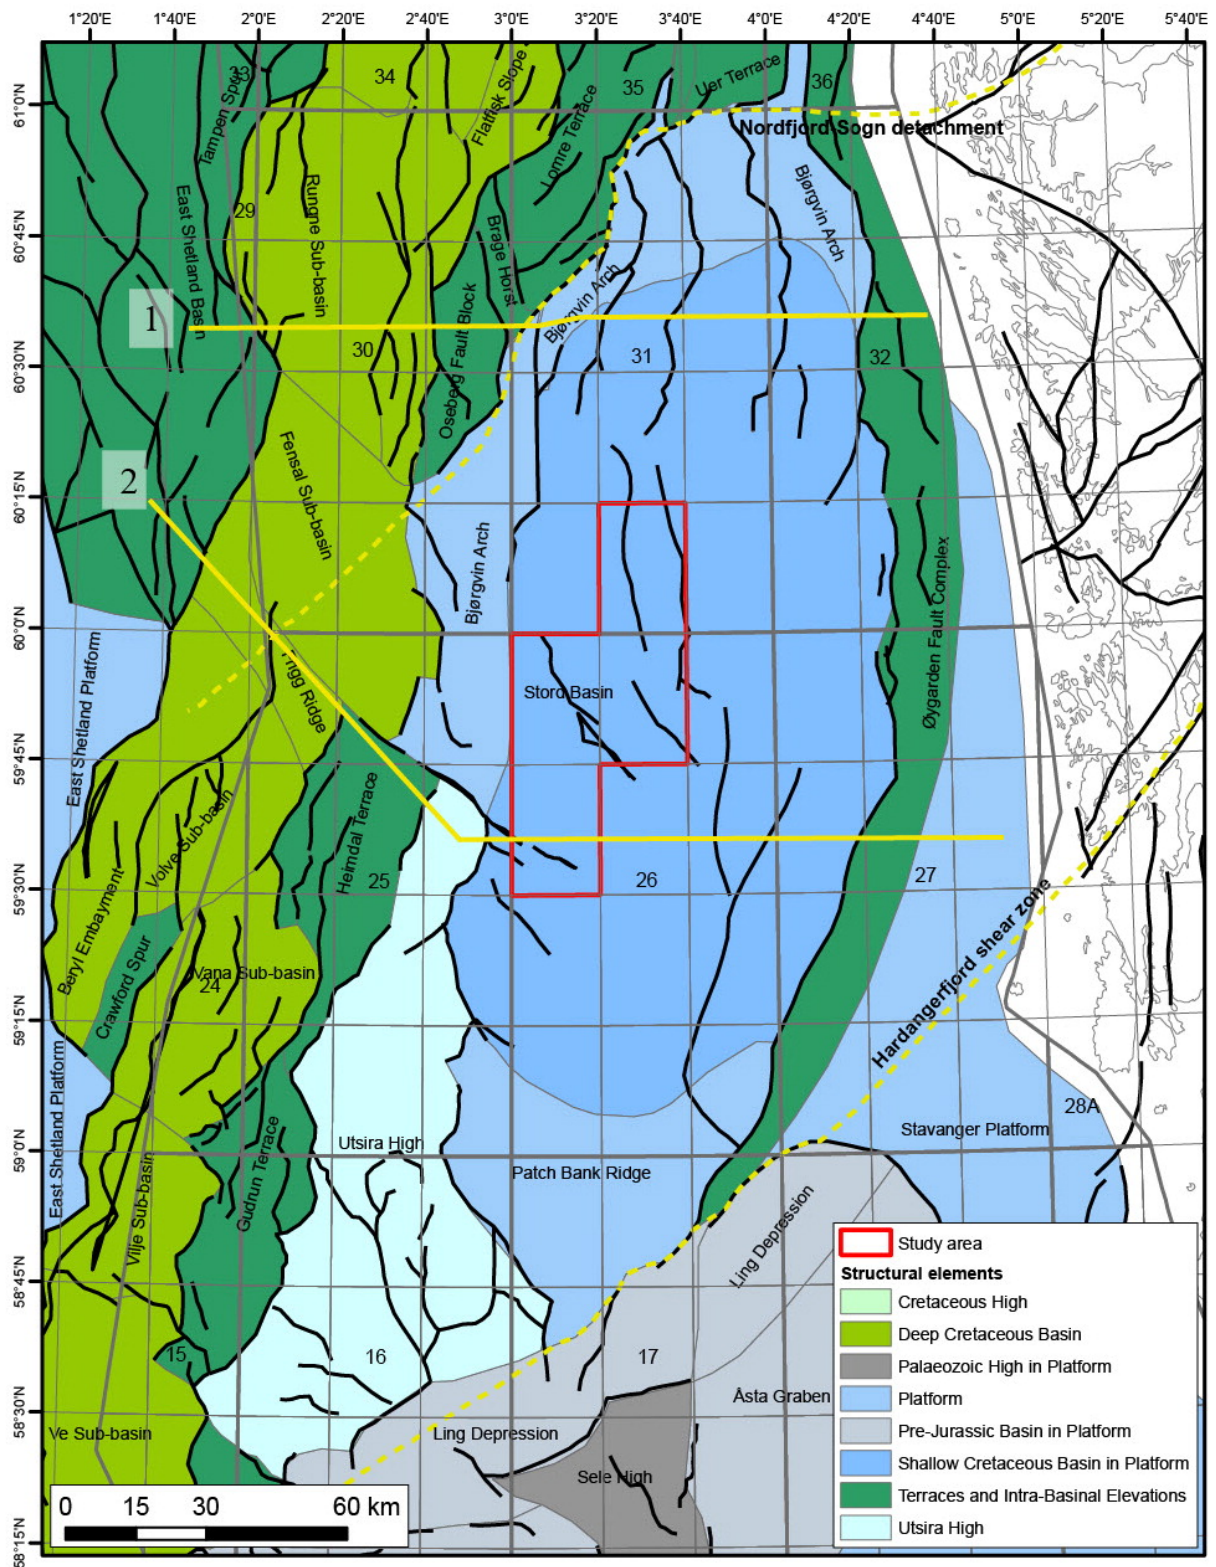 1°20'E 1°40'E 2°0'E 2°20'E 2°40'E 3°0'E 3°20'E 3°40'E 4°0'E 4°20'E 4°40'E 5°0'E 5°20'E 5°40'E
61°0'N
60°45'N
60°30'N
60°15'N
60°0'N
59°45'N
59°30'N
59°15'N
59°0'N
58°45'N
58°30'N
58°15'N
33
34
35
36
Tampen Spur
Flatfisk Slope
Uer Terrace
Lomre Terrace
Nordfjord-Sogn detachment
29
East Shetland Basin
Rungne Sub-basin
Brage Horst
Bjørgvin Arch
Bjørgvin Arch
1
30
Oseberg Fault Block
31
32
2
Fensal Sub-basin
Bjørgvin Arch
Øygarden Fault Complex
East Shetland Platform
Frigg Ridge
Stord Basin
Volve Sub-basin
Heimdal Terrace
25
26
27
Beryl Embayment
Crawford Spur
Vana Sub-basin
24
Hardangerfjord shear zone
East Shetland Platform
28A
Stavanger Platform
Utsira High
Patch Bank Ridge
Gudrun Terrace
Vilje Sub-basin
Ling Depression
15
16
17
Åsta Graben
Ve Sub-basin
Ling Depression
Sele High
Study area
Structural elements
Cretaceous High
Deep Cretaceous Basin
Palaeozoic High in Platform
Platform
Pre-Jurassic Basin in Platform
Shallow Cretaceous Basin in Platform
Terraces and Intra-Basinal Elevations
Utsira High
0 15 30 60 km